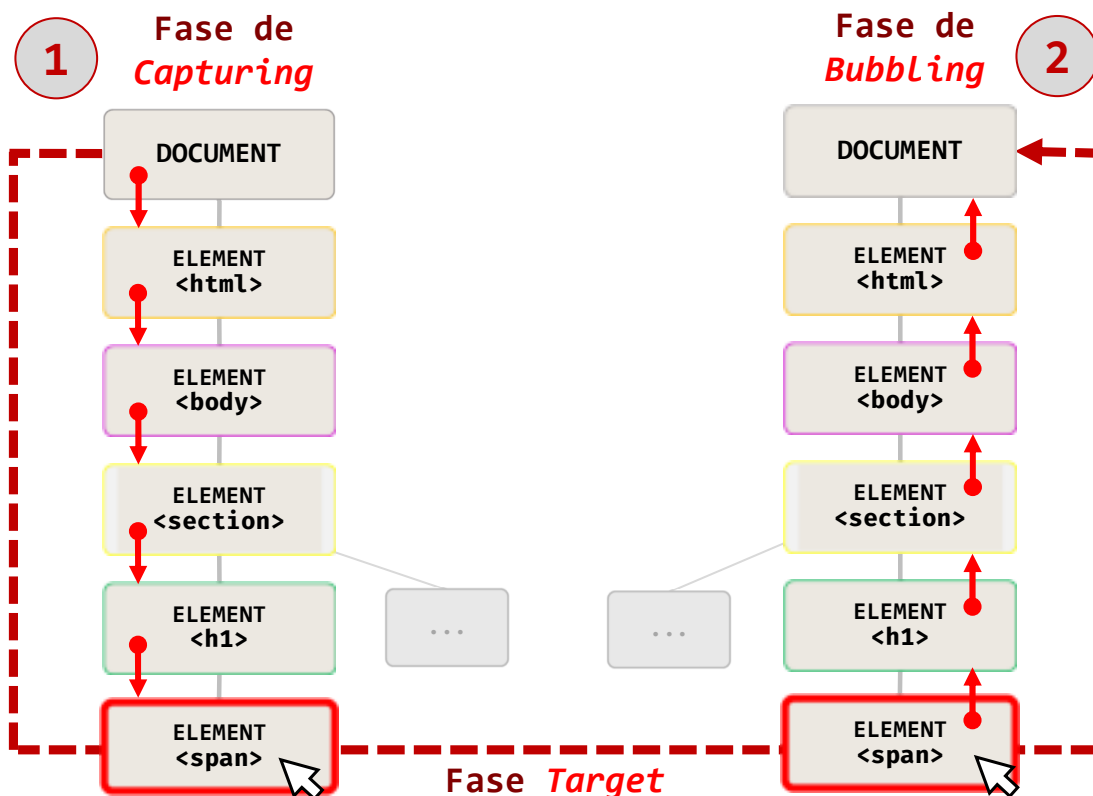 1
Fase de
Capturing
DOCUMENT
ELEMENT
<html>
ELEMENT
<body>
ELEMENT
<section>
ELEMENT
<h1>
...
ELEMENT
<span>
Fase Target
Fase de
Bubbling
2
DOCUMENT
ELEMENT
<html>
ELEMENT
<body>
ELEMENT
<section>
ELEMENT
<h1>
...
ELEMENT
<span>